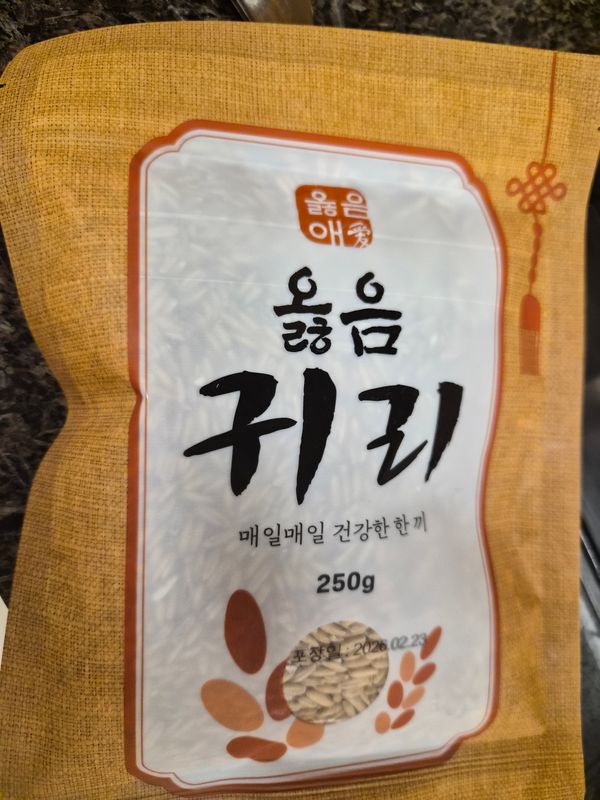 옳음
애愛
옳음
귀리
매일매일 건강한 한끼
250g
포장일 : 2026.02.23